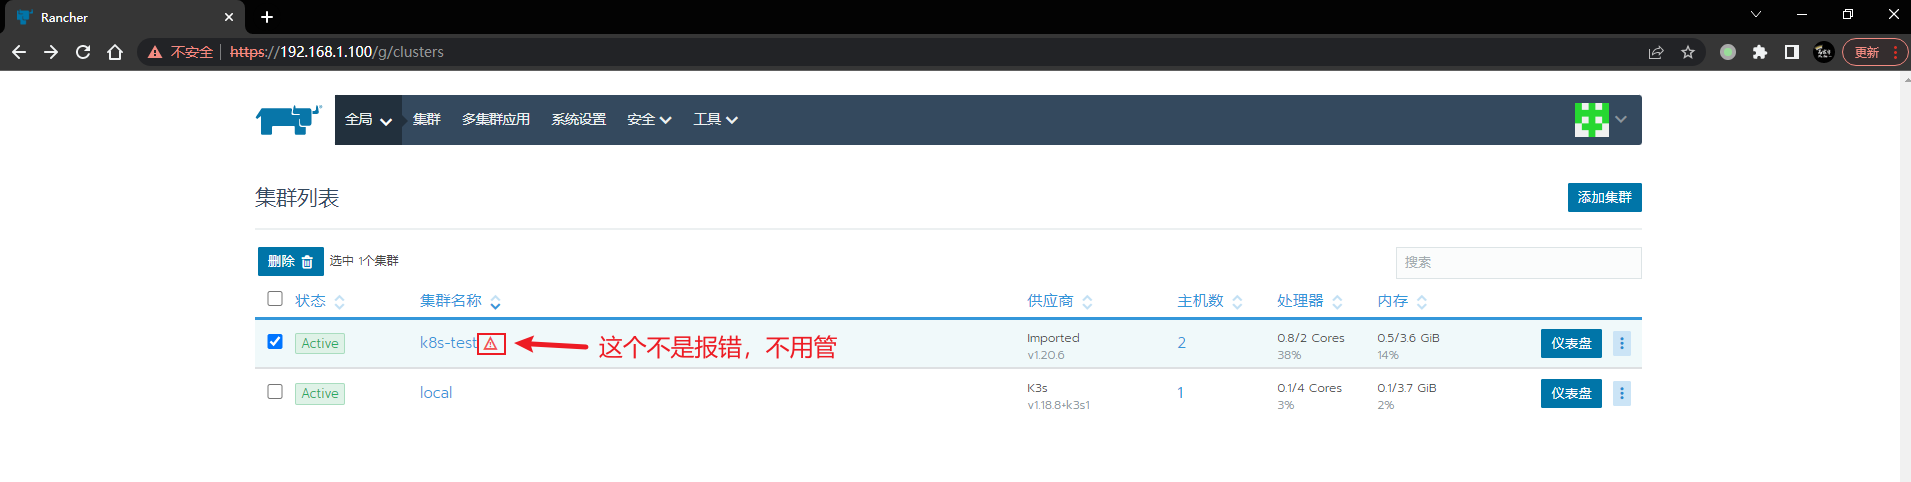 Rancher
不安全 https://192.168.1.100/g/clusters 更新
全局 集群 多集群应用 系统设置 安全 工具
集群列表 添加集群
删除 选中 1个集群 搜索
状态 集群名称 供应商 主机数 处理器 内存
Active k8s-test 这个不是报错，不用管 Imported 2 0.8/2 Cores 0.5/3.6 GiB 仪表盘
v1.20.6 38% 14%
Active local K3s 1 0.1/4 Cores 0.1/3.7 GiB 仪表盘
v1.18.8+k3s1 3% 2%